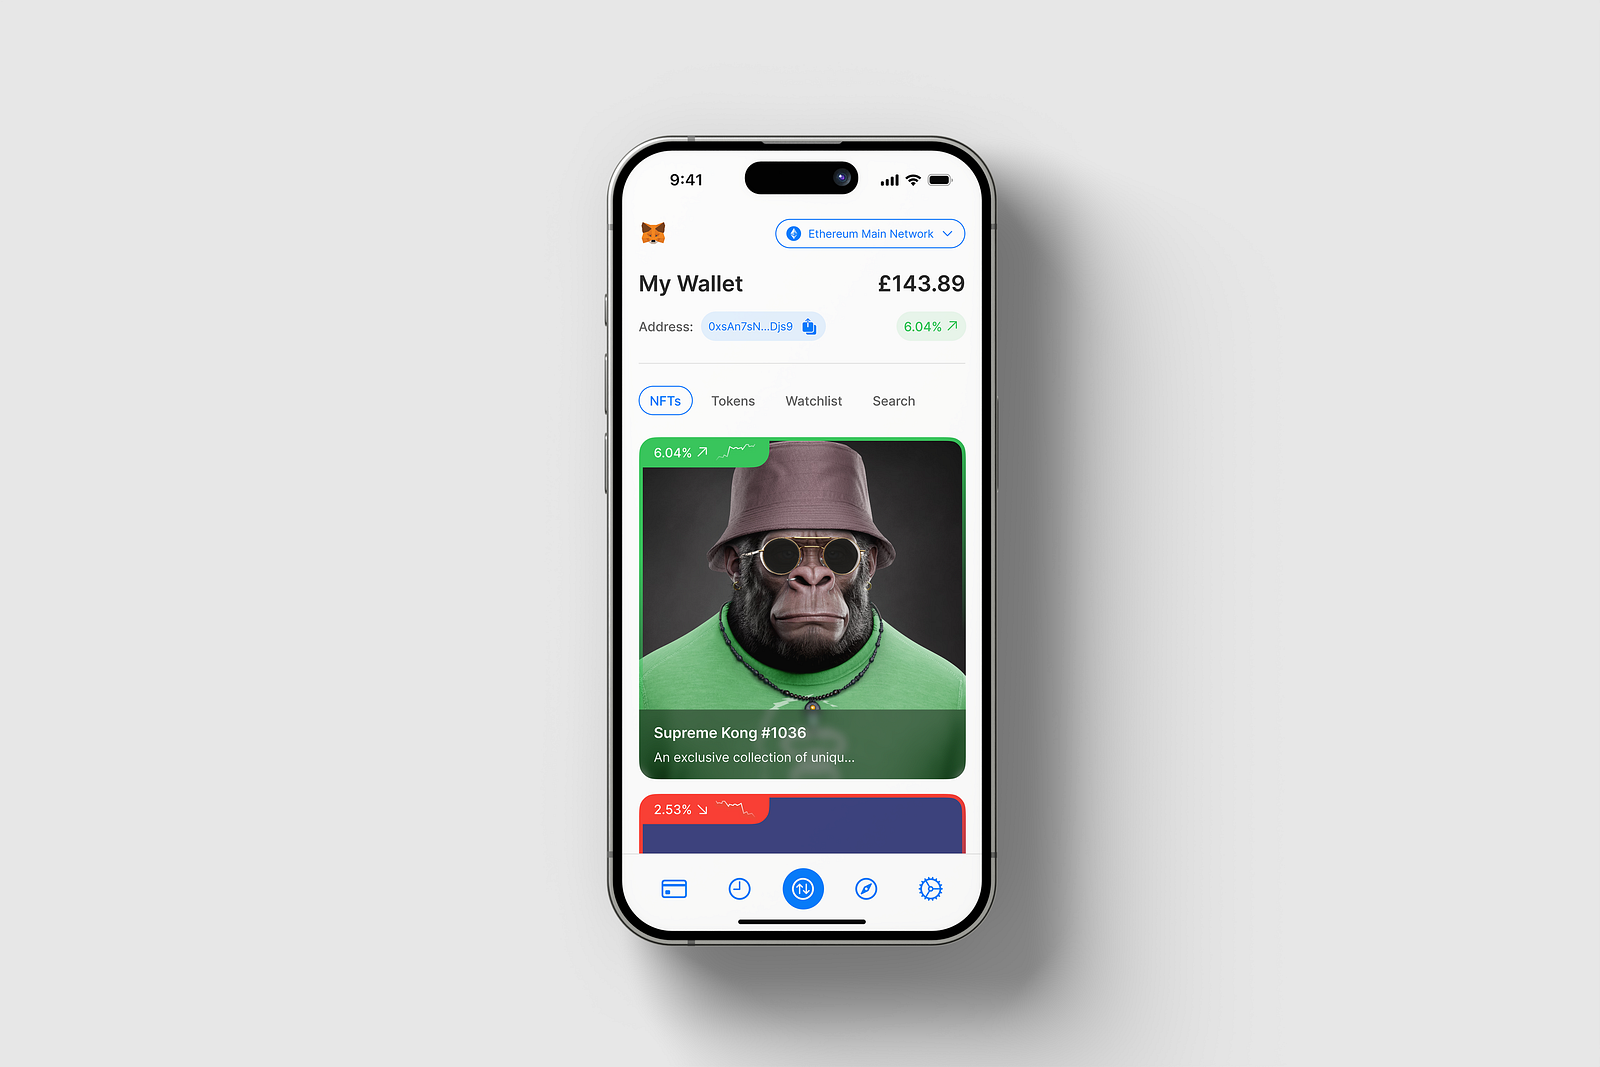 9:41
Ethereum Main Network
My Wallet £143.89
Address: 0xsAn7sN...Djs9 6.04%
NFTs Tokens Watchlist Search
6.04%
Supreme Kong #1036
An exclusive collection of uniqu...
2.53%